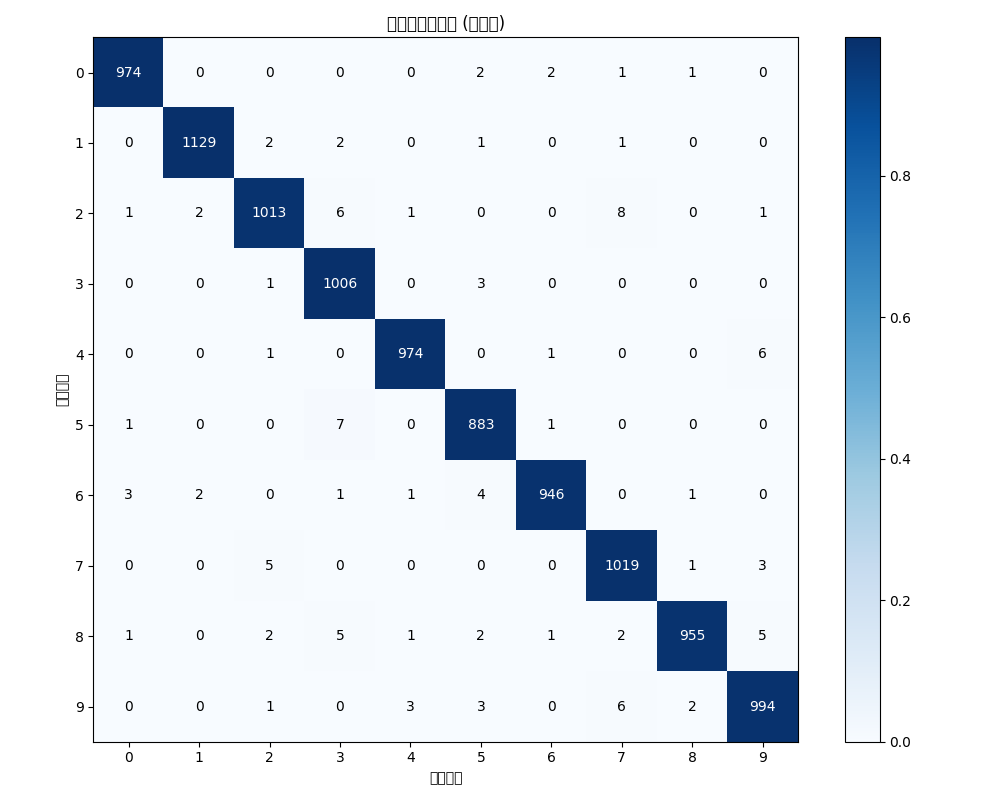 0 974 0 0 0 0 2 2 1 1 0
1 0 1129 2 2 0 1 0 1 0 0
0.8
2 1 2 1013 6 1 0 0 8 0 1
3 0 0 1 1006 0 3 0 0 0 0
0.6
4 0 0 1 0 974 0 1 0 0 6
5 1 0 0 7 0 883 1 0 0 0
0.4
6 3 2 0 1 1 4 946 0 1 0
7 0 0 5 0 0 0 0 1019 1 3
0.2
8 1 0 2 5 1 2 1 2 955 5
9 0 0 1 0 3 3 0 6 2 994
0.0
0 1 2 3 4 5 6 7 8 9